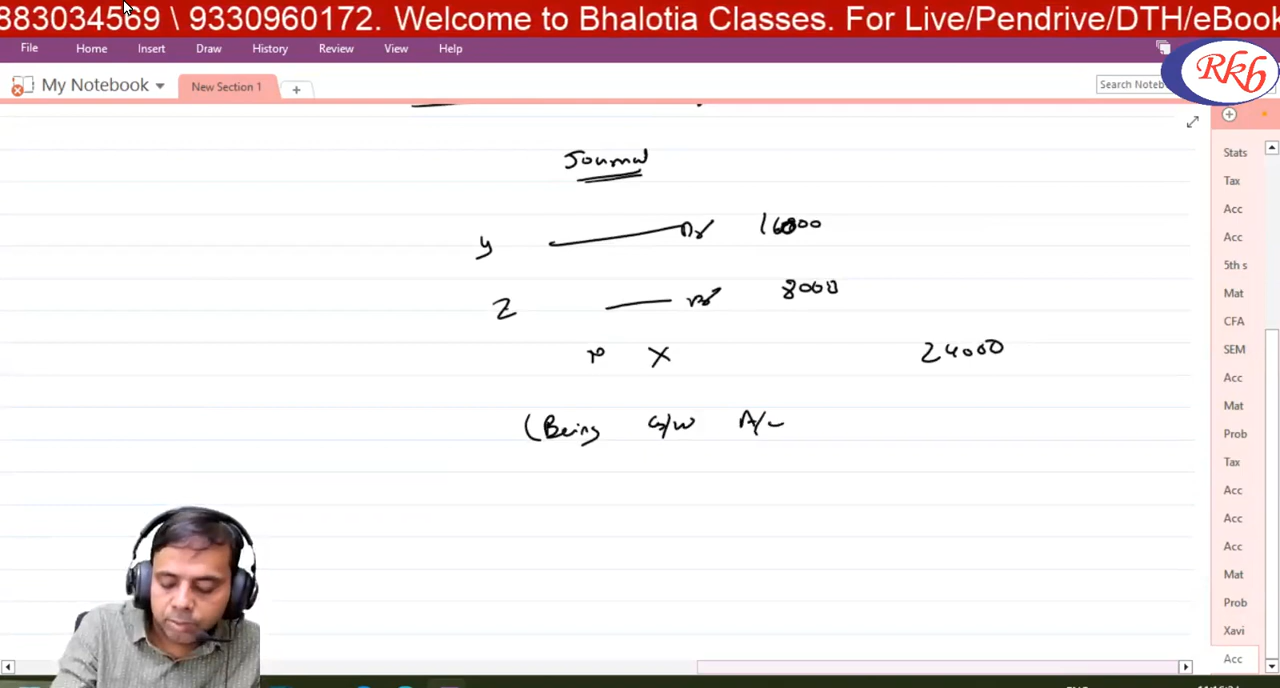 883034569 \ 9330960172. Welcome to Bhalotia Classes. For Live/Pendrive/DTH/eBook
File Home Insert Draw History Review View Help
Rkb
My Notebook New Section 1 + Search Noteb
Journal
y Dr 16000
Z Dr 8000
To X 24000
(Being G/W A/c
Stats
Tax
Acc
Acc
5th s
Mat
CFA
SEM
Acc
Mat
Prob
Tax
Acc
Acc
Acc
Mat
Prob
Xavi
Acc